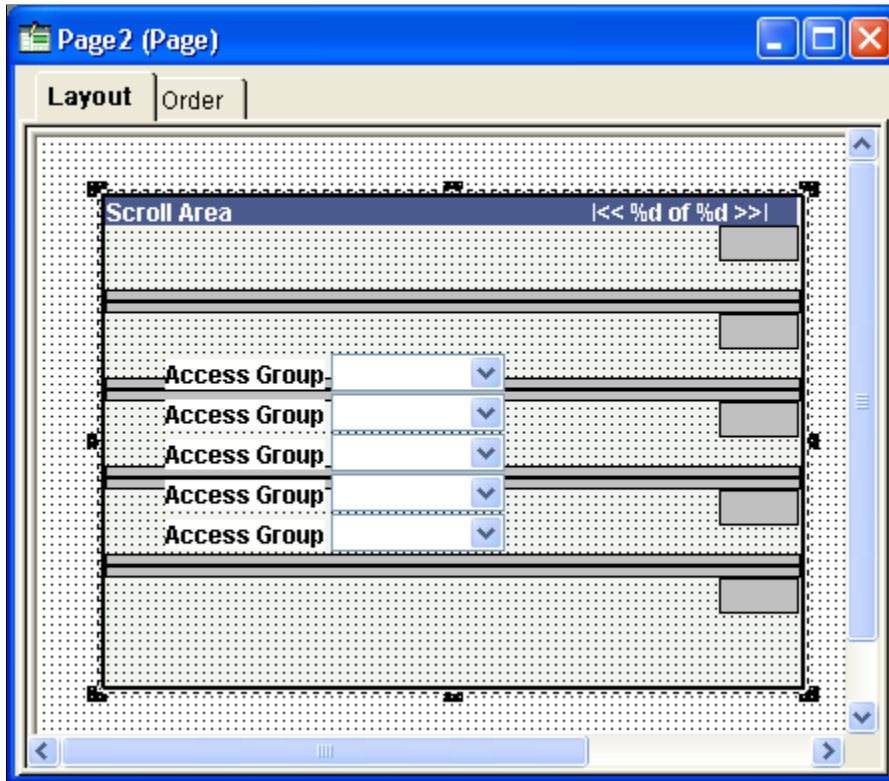 Page2 (Page)
Layout Order
Scroll Area |<< %d of %d >>|
Access Group
Access Group
Access Group
Access Group
Access Group